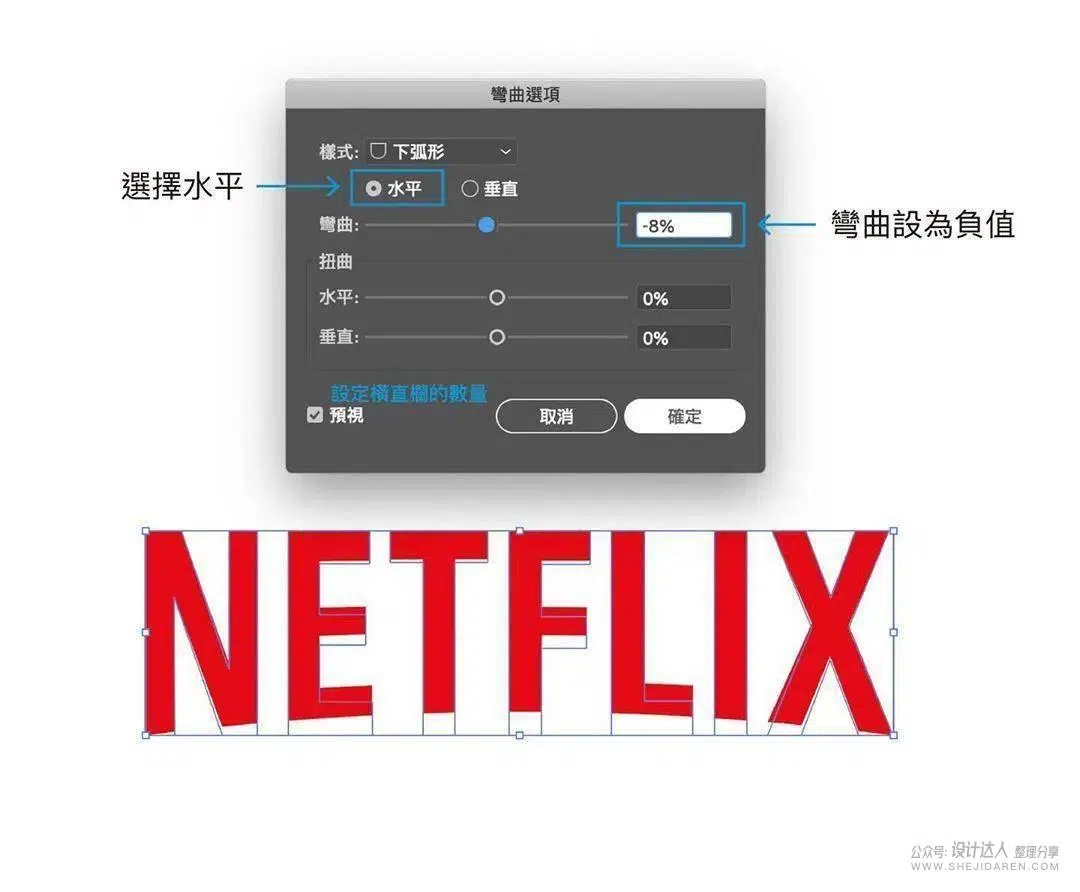 彎曲選項
樣式: 下弧形
選擇水平
水平 垂直
彎曲: -8%
彎曲設為負值
扭曲
水平: 0%
垂直: 0%
設定橫直欄的數量
預視 取消 確定
NETFLIX
公众号: 设计达人 整理分享
WWW.SHEJIDAREN.COM